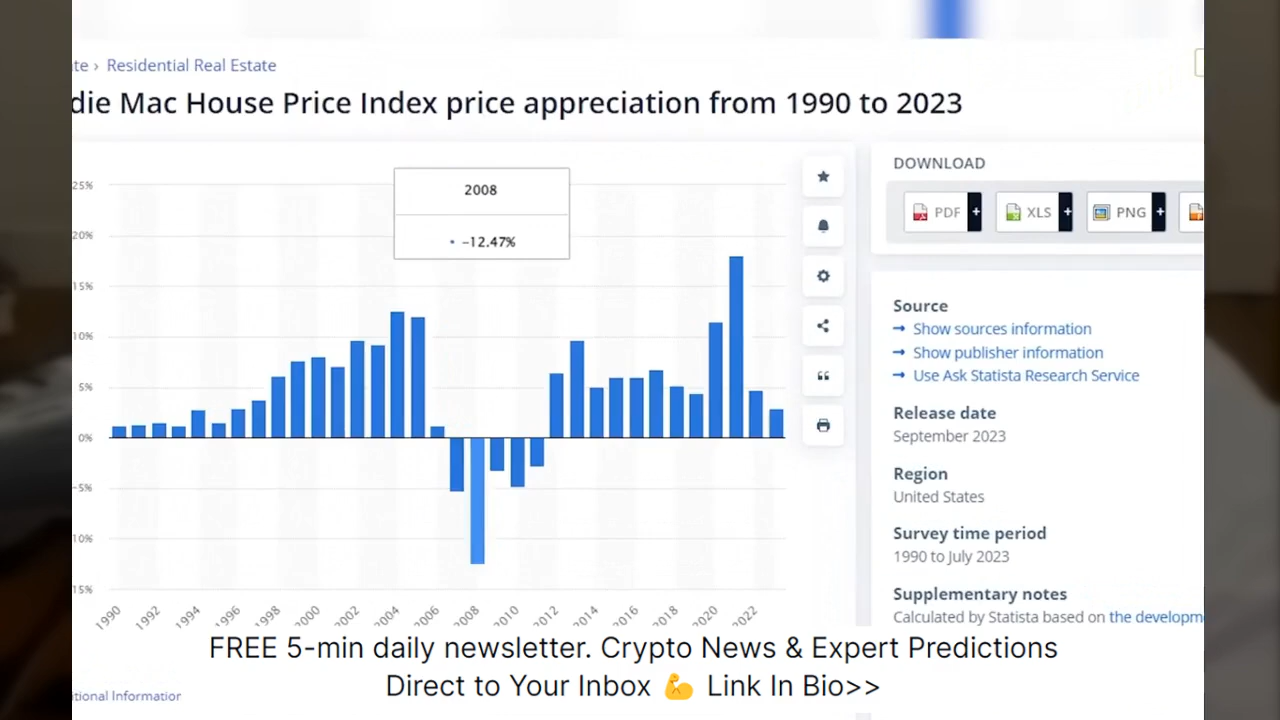 te › Residential Real Estate
die Mac House Price Index price appreciation from 1990 to 2023
DOWNLOAD
25%
20%
15%
10%
5%
0%
-5%
10%
15%
2008
• -12.47%
PDF +
XLS +
PNG +
Source
→ Show sources information
→ Show publisher information
→ Use Ask Statista Research Service
Release date
September 2023
Region
United States
Survey time period
1990 to July 2023
Supplementary notes
Calculated by Statista based on the developm
1990 1992 1994 1996 1998 2000 2002 2004 2006 2008 2010 2012 2014 2016 2018 2020 2022
FREE 5-min daily newsletter. Crypto News & Expert Predictions
Direct to Your Inbox 💪 Link In Bio>>
itional Information